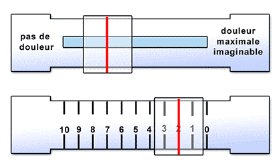 pas de
douleur
douleur
maximale
imaginable
10 9 8 7 6 5 4 3 2 1 0